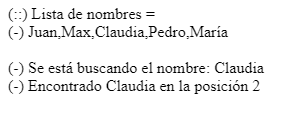 (::) Lista de nombres =
(-) Juan,Max,Claudia,Pedro,María
(-) Se está buscando el nombre: Claudia
(-) Encontrado Claudia en la posición 2